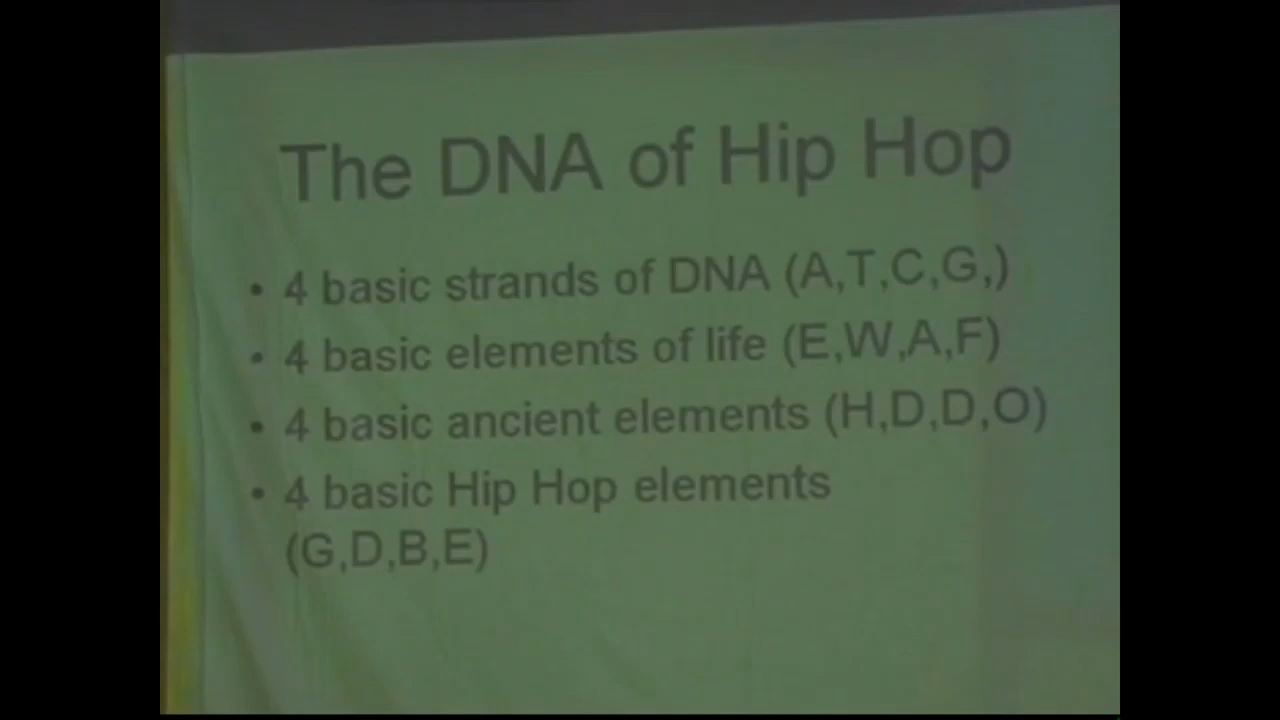 The DNA of Hip Hop
• 4 basic strands of DNA (A,T,C,G,)
• 4 basic elements of life (E,W,A,F)
• 4 basic ancient elements (H,D,D,O)
• 4 basic Hip Hop elements
(G,D,B,E)